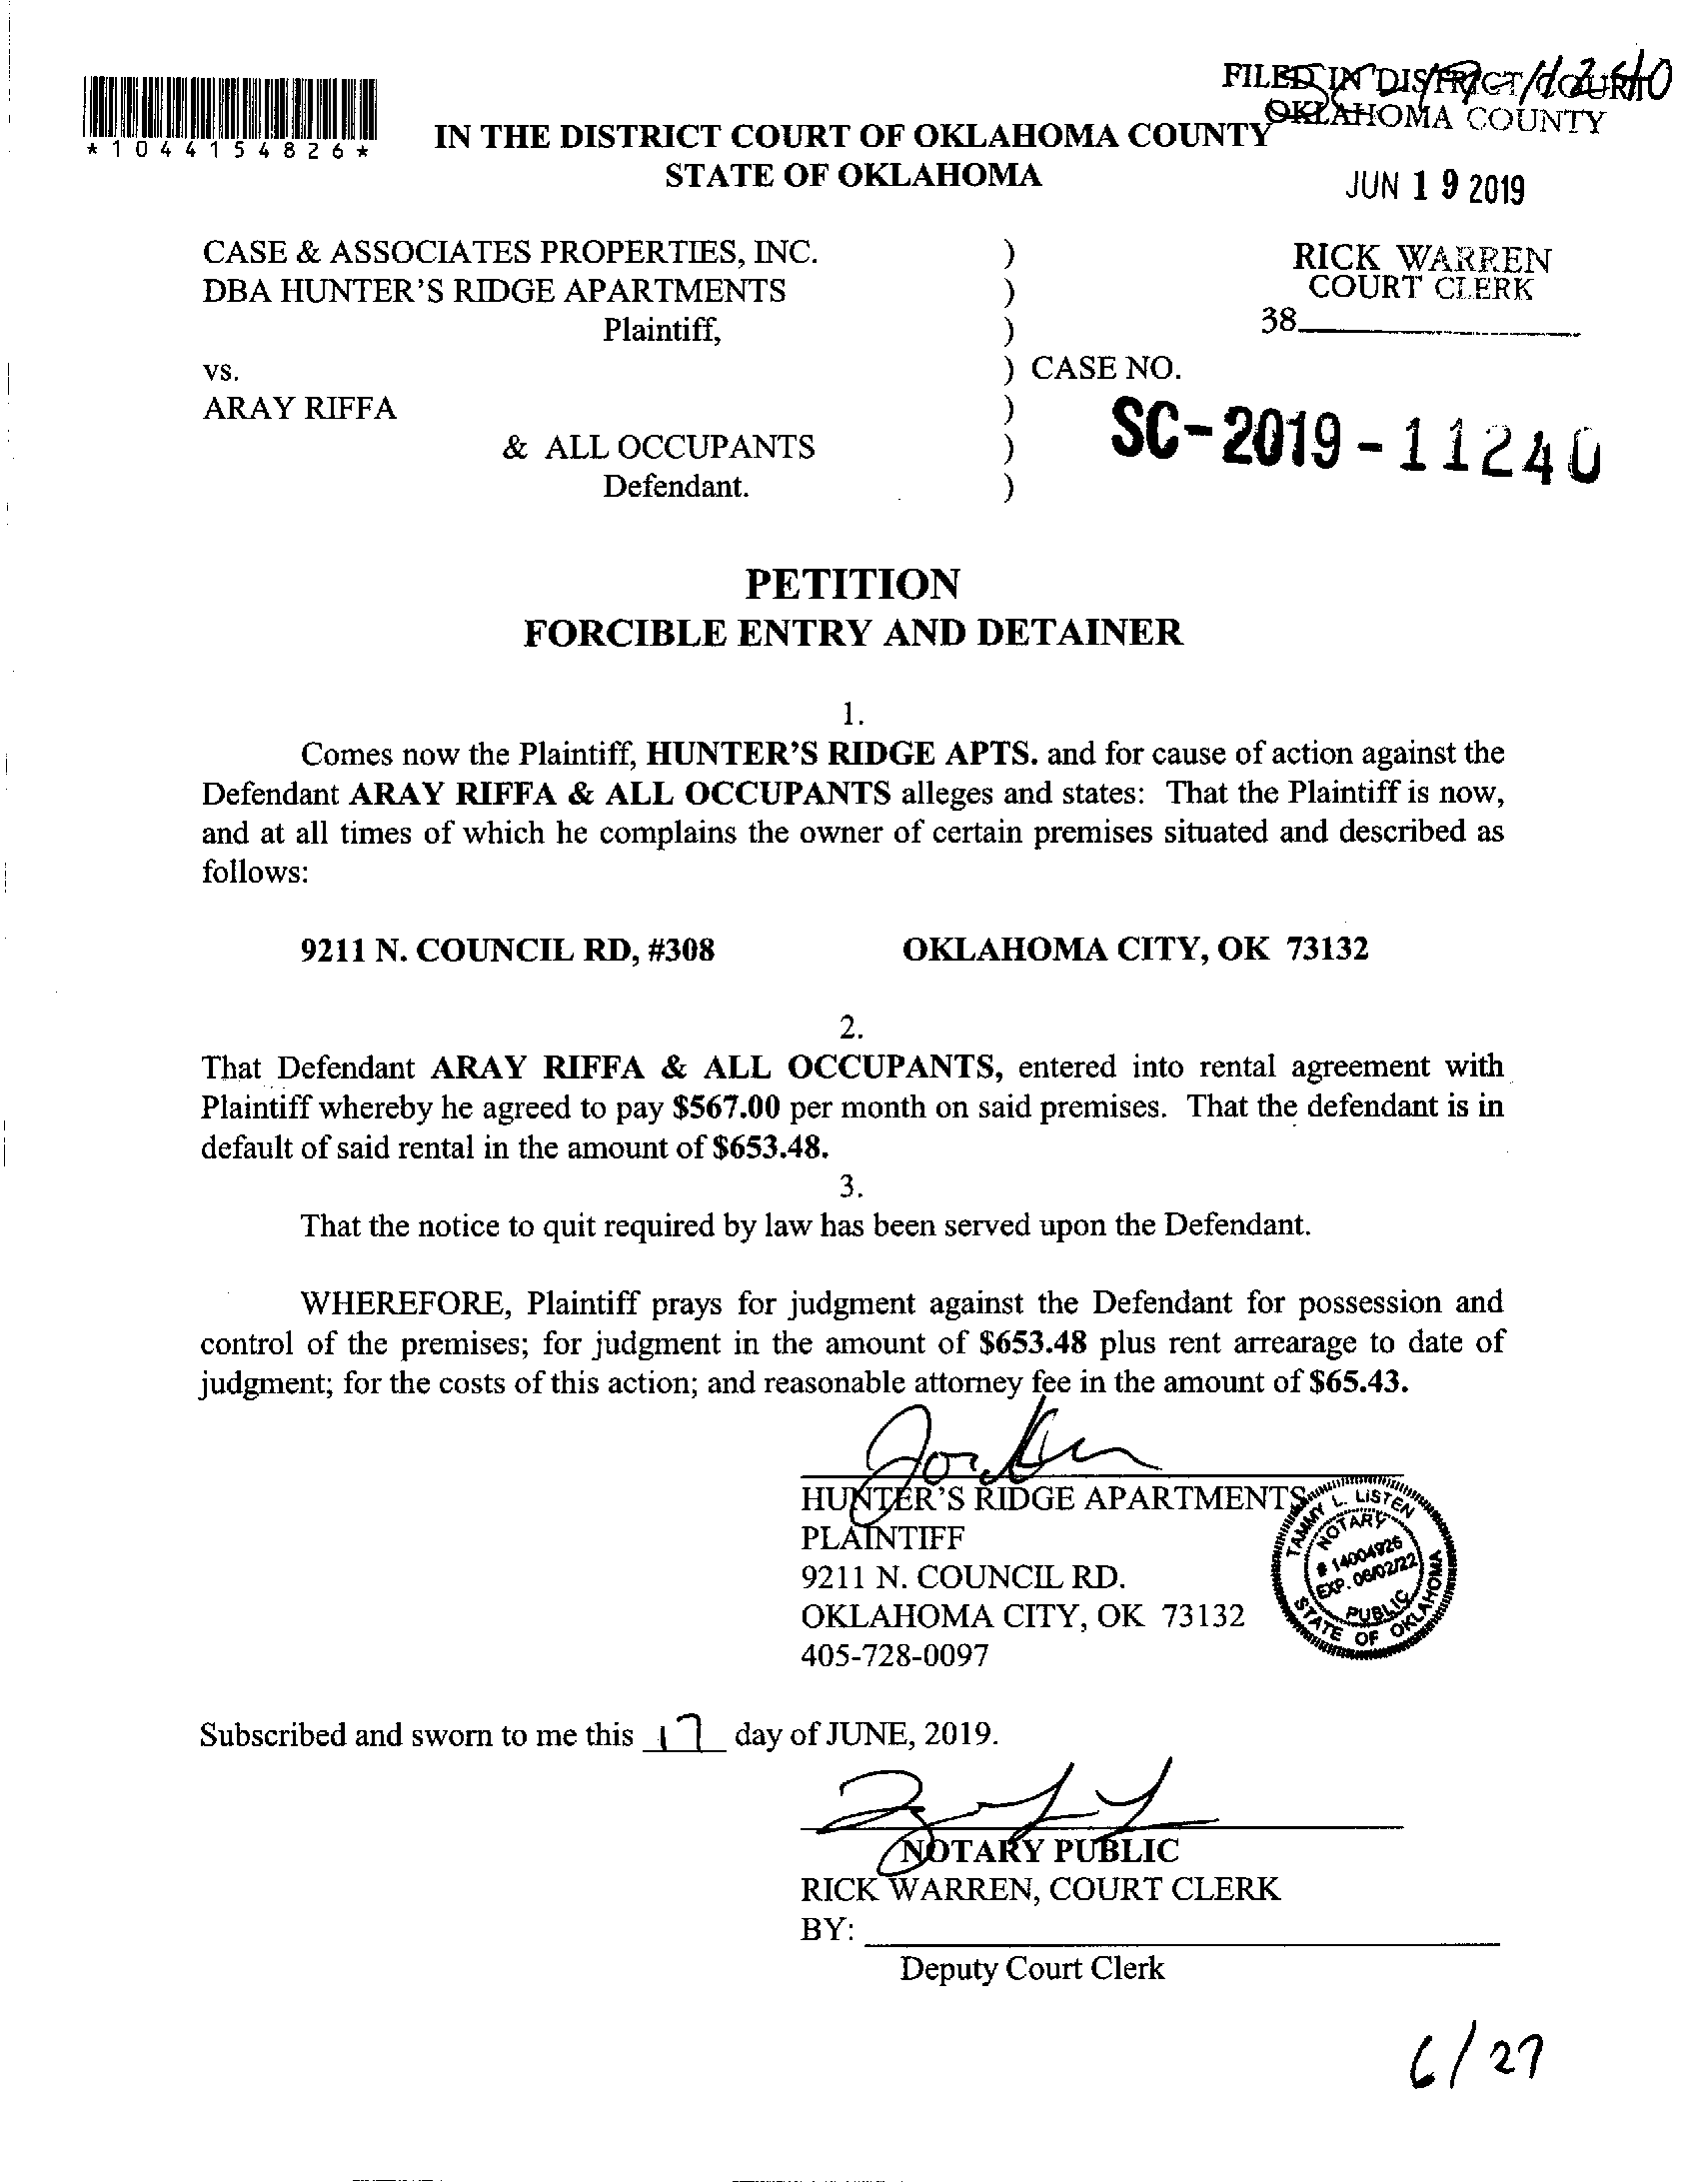 FILED IN DISTRICT COURT
OKLAHOMA COUNTY
*1044154826*
IN THE DISTRICT COURT OF OKLAHOMA COUNTY
STATE OF OKLAHOMA
JUN 19 2019
CASE & ASSOCIATES PROPERTIES, INC. )
RICK WARREN
DBA HUNTER'S RIDGE APARTMENTS )
COURT CLERK
Plaintiff, )
38
vs. ) CASE NO.
ARAY RIFFA )
SC-2019-11240
& ALL OCCUPANTS )
Defendant. )
PETITION
FORCIBLE ENTRY AND DETAINER
1.
Comes now the Plaintiff, HUNTER'S RIDGE APTS. and for cause of action against the
Defendant ARAY RIFFA & ALL OCCUPANTS alleges and states: That the Plaintiff is now,
and at all times of which he complains the owner of certain premises situated and described as
follows:
9211 N. COUNCIL RD, #308 OKLAHOMA CITY, OK 73132
2.
That Defendant ARAY RIFFA & ALL OCCUPANTS, entered into rental agreement with
Plaintiff whereby he agreed to pay $567.00 per month on said premises. That the defendant is in
default of said rental in the amount of $653.48.
3.
That the notice to quit required by law has been served upon the Defendant.
WHEREFORE, Plaintiff prays for judgment against the Defendant for possession and
control of the premises; for judgment in the amount of $653.48 plus rent arrearage to date of
judgment; for the costs of this action; and reasonable attorney fee in the amount of $65.43.
HUNTER'S RIDGE APARTMENTS
PLAINTIFF
9211 N. COUNCIL RD.
OKLAHOMA CITY, OK 73132
405-728-0097
TAMMY L. LISTEN
NOTARY
# 14004926
EXP. 06/02/22
PUBLIC
STATE OF OKLAHOMA
Subscribed and sworn to me this 17 day of JUNE, 2019.
NOTARY PUBLIC
RICK WARREN, COURT CLERK
BY:
Deputy Court Clerk
6/27